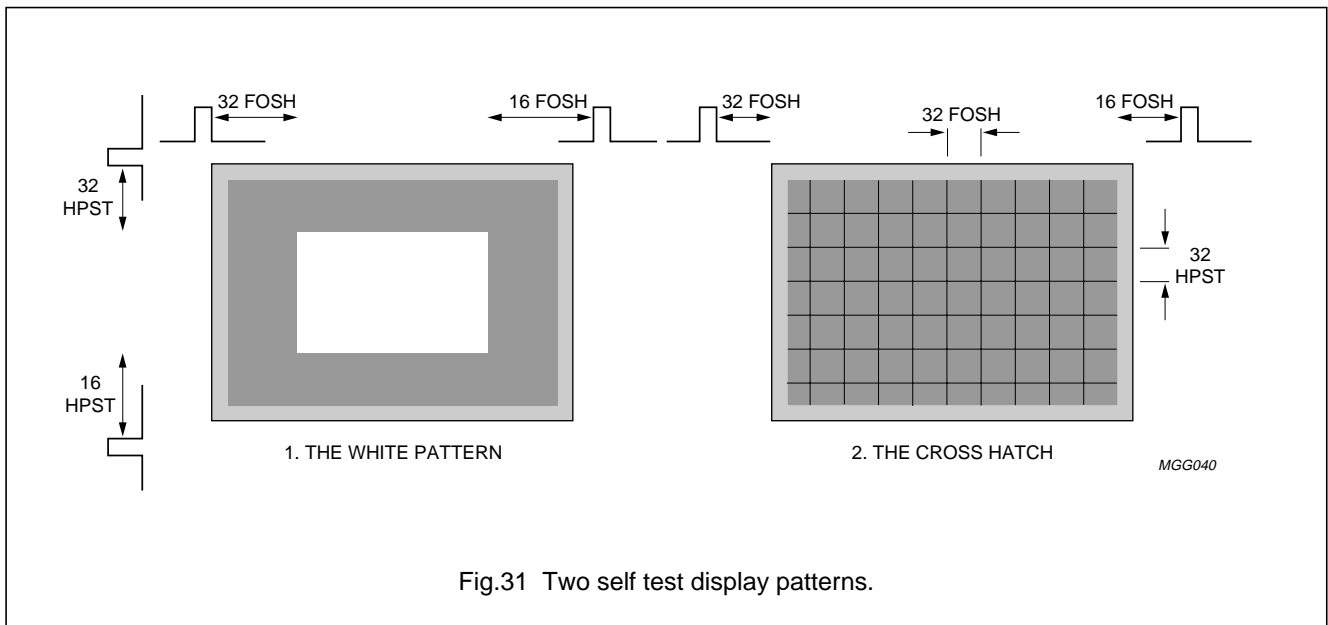 32 FOSH
16 FOSH
32 FOSH
16 FOSH
32 FOSH
32
HPST
32
HPST
16
HPST
1. THE WHITE PATTERN
2. THE CROSS HATCH
MGG040
Fig.31 Two self test display patterns.